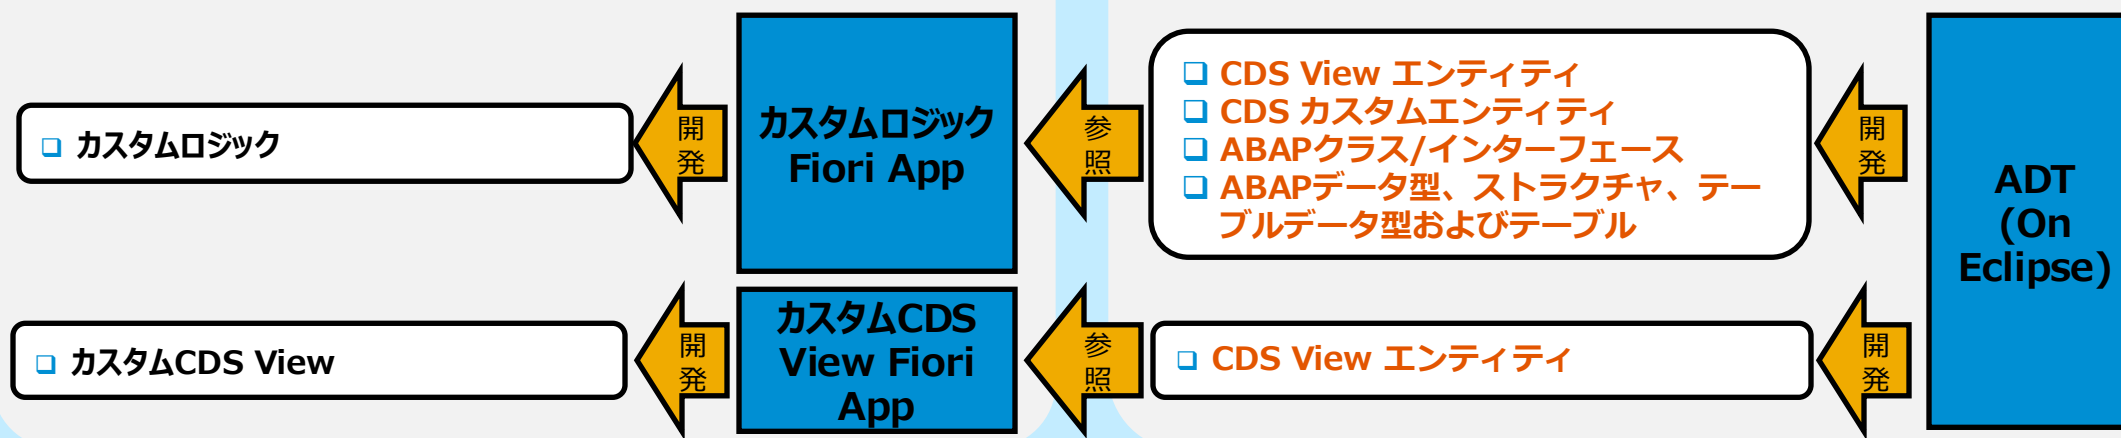 カスタムロジック
開
発
カスタムロジック
Fiori App
参
照
CDS View エンティティ
CDS カスタムエンティティ
ABAPクラス/インターフェース
ABAPデータ型、ストラクチャ、テー
ブルデータ型およびテーブル
開
発
ADT
(On
Eclipse)
カスタムCDS View
開
発
カスタムCDS
View Fiori
App
参
照
CDS View エンティティ
開
発